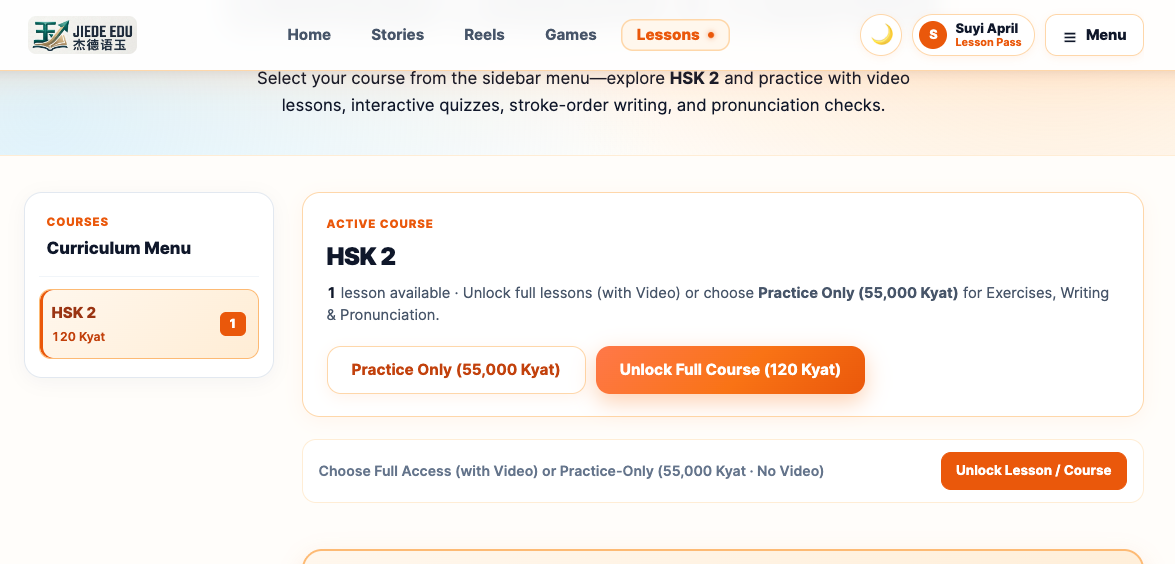 JIEDE EDU
杰德语玉
Home
Stories
Reels
Games
Lessons
S
Suyi April
Lesson Pass
Menu
Select your course from the sidebar menu—explore HSK 2 and practice with video
lessons, interactive quizzes, stroke-order writing, and pronunciation checks.
COURSES
Curriculum Menu
HSK 2
120 Kyat
1
ACTIVE COURSE
HSK 2
1 lesson available · Unlock full lessons (with Video) or choose Practice Only (55,000 Kyat) for Exercises, Writing
& Pronunciation.
Practice Only (55,000 Kyat)
Unlock Full Course (120 Kyat)
Choose Full Access (with Video) or Practice-Only (55,000 Kyat · No Video)
Unlock Lesson / Course